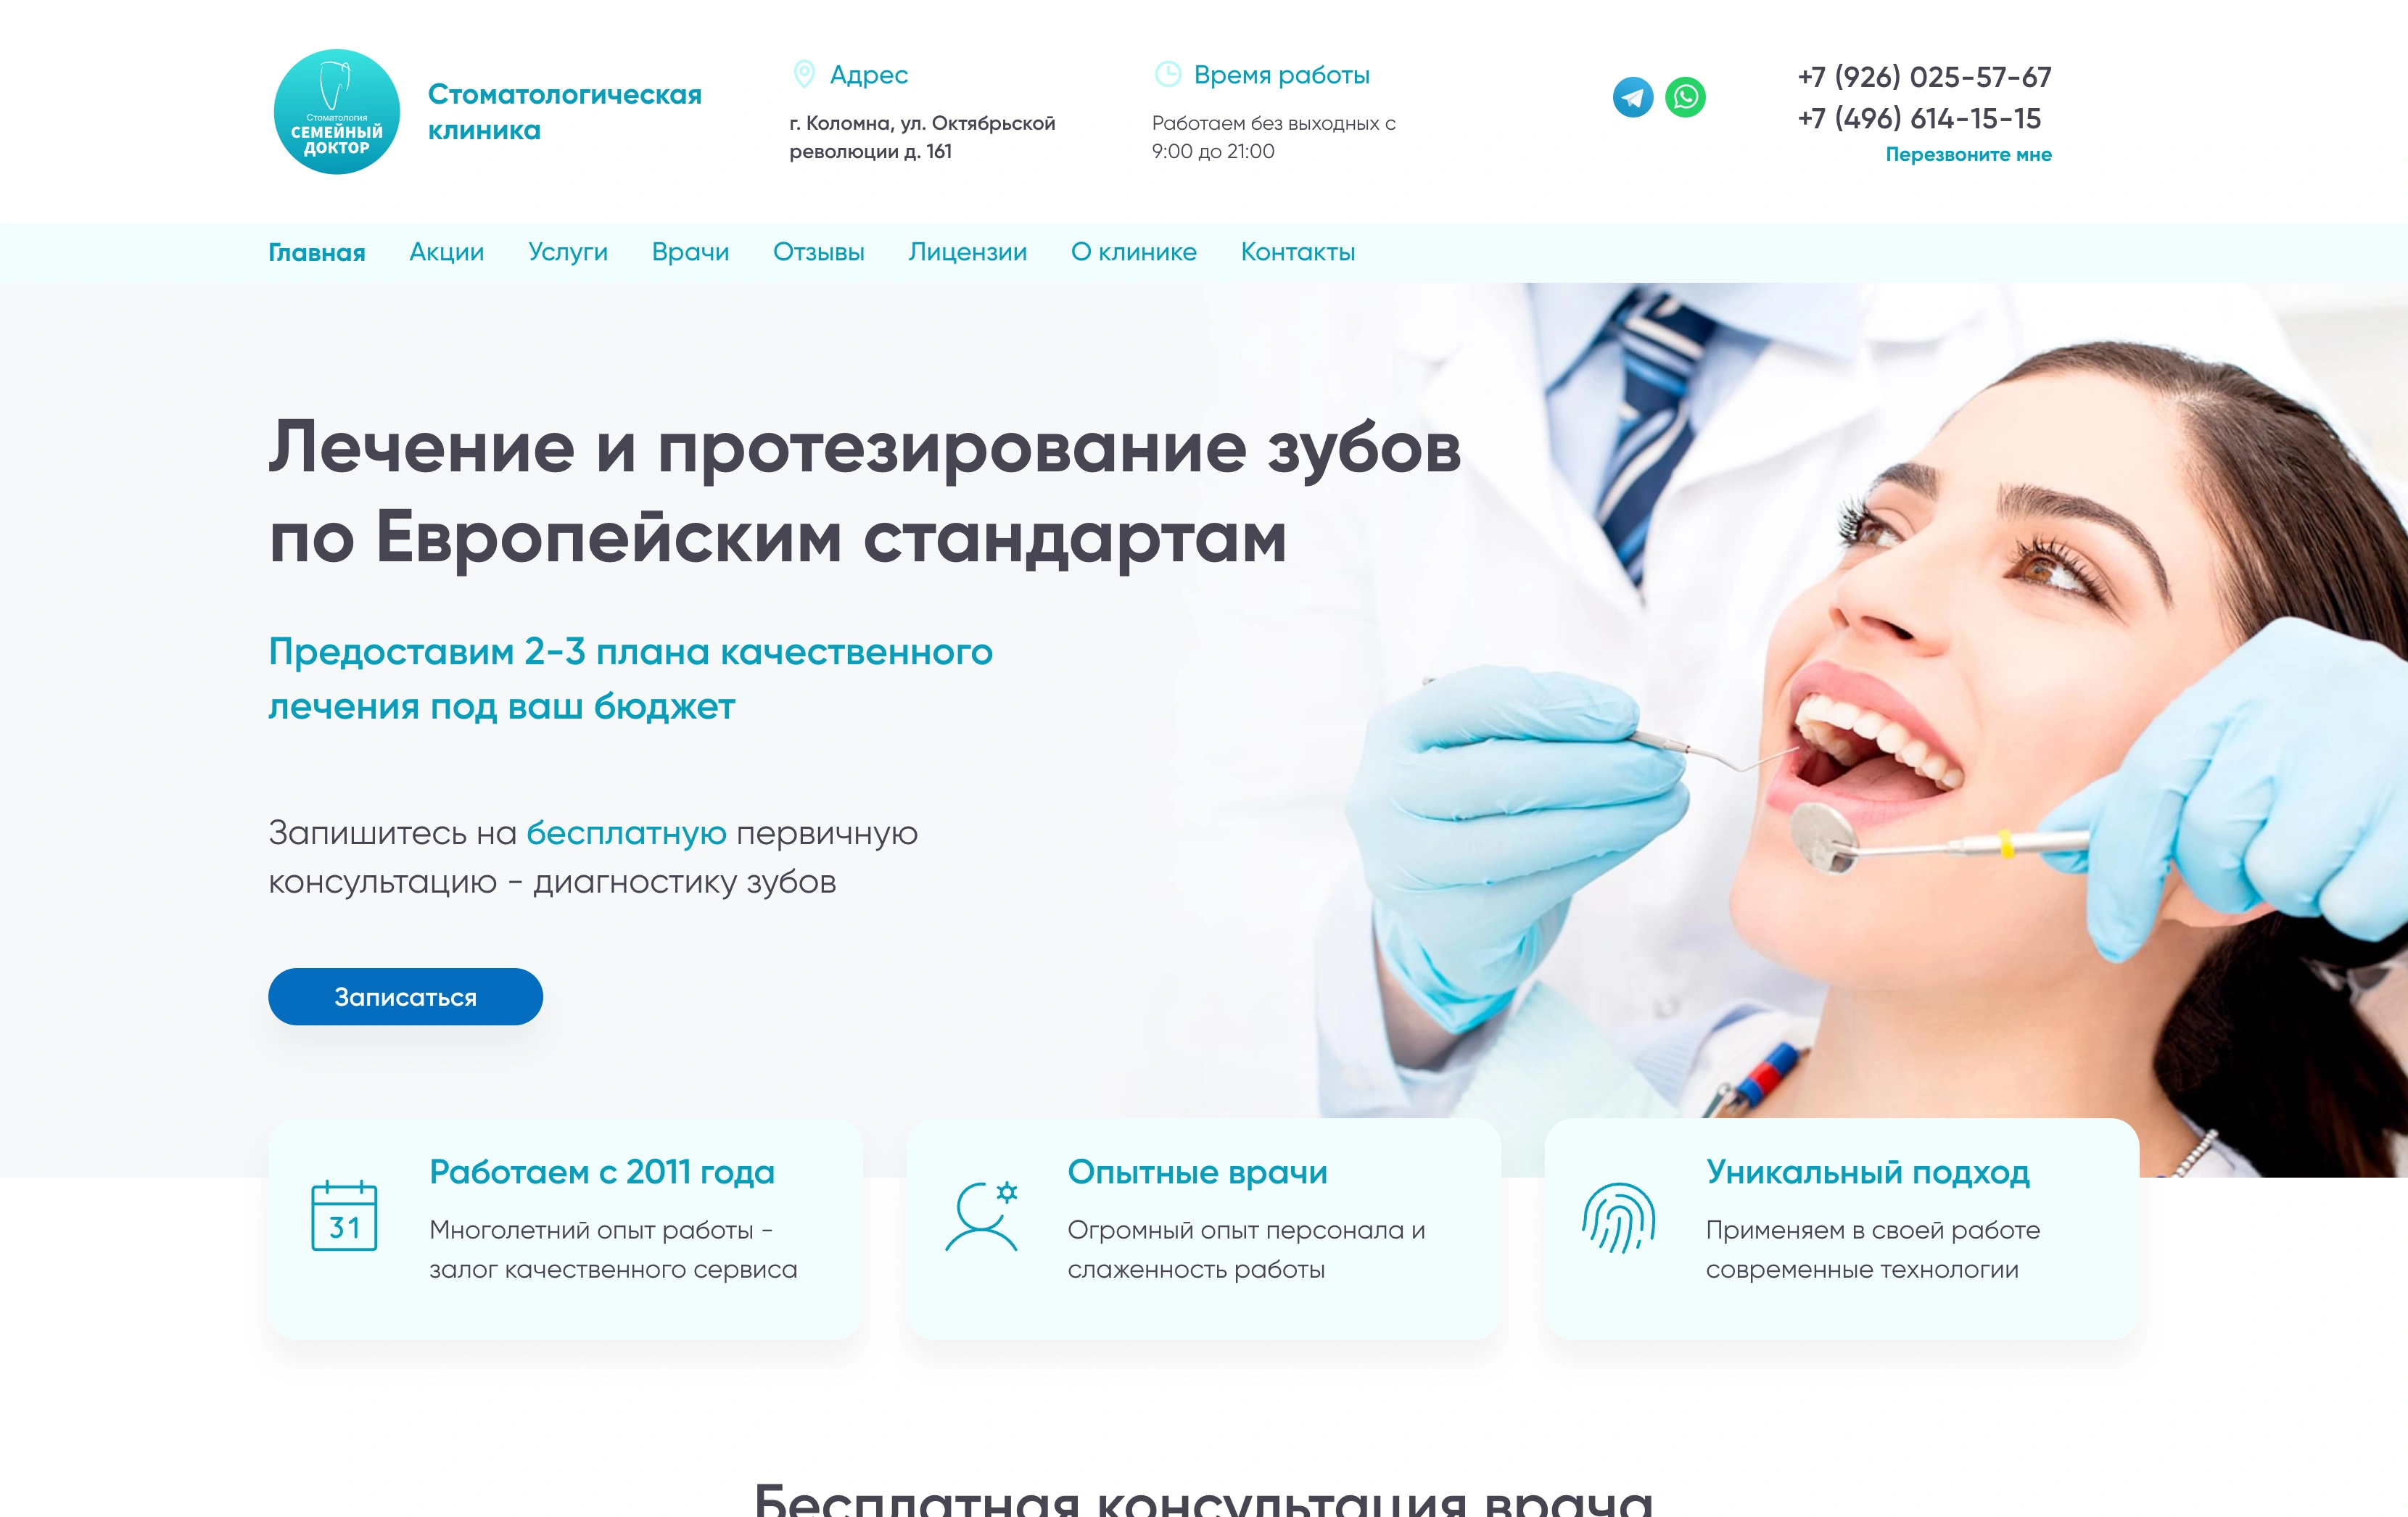 Стоматология
СЕМЕЙНЫЙ
ДОКТОР
Стоматологическая
клиника
Адрес
г. Коломна, ул. Октябрьской
революции д. 161
Время работы
Работаем без выходных с
9:00 до 21:00
+7 (926) 025-57-67
+7 (496) 614-15-15
Перезвоните мне
Главная Акции Услуги Врачи Отзывы Лицензии О клинике Контакты
Лечение и протезирование зубов
по Европейским стандартам
Предоставим 2-3 плана качественного
лечения под ваш бюджет
Запишитесь на бесплатную первичную
консультацию - диагностику зубов
Записаться
31
Работаем с 2011 года
Многолетний опыт работы -
залог качественного сервиса
Опытные врачи
Огромный опыт персонала и
слаженность работы
Уникальный подход
Применяем в своей работе
современные технологии
Бесплатная консультация врача